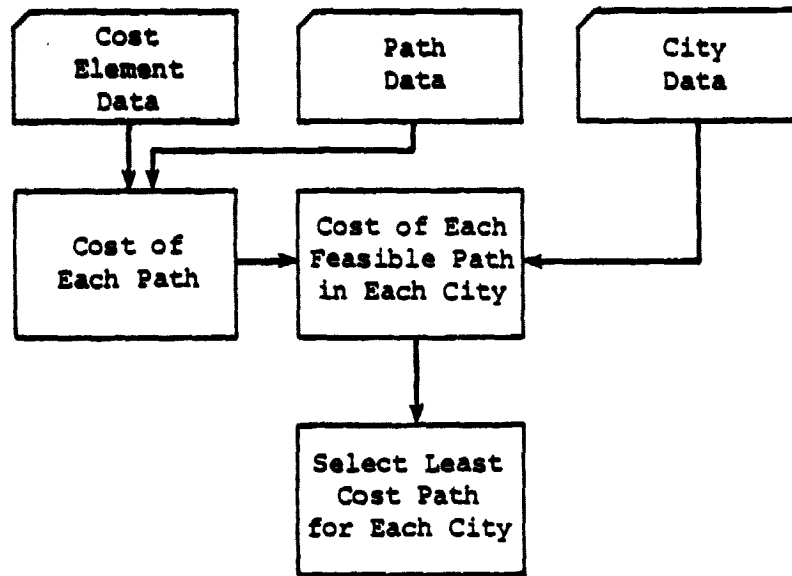 Cost
Element
Data
Path
Data
City
Data
Cost of
Each Path
Cost of Each
Feasible Path
in Each City
Select Least
Cost Path
for Each City